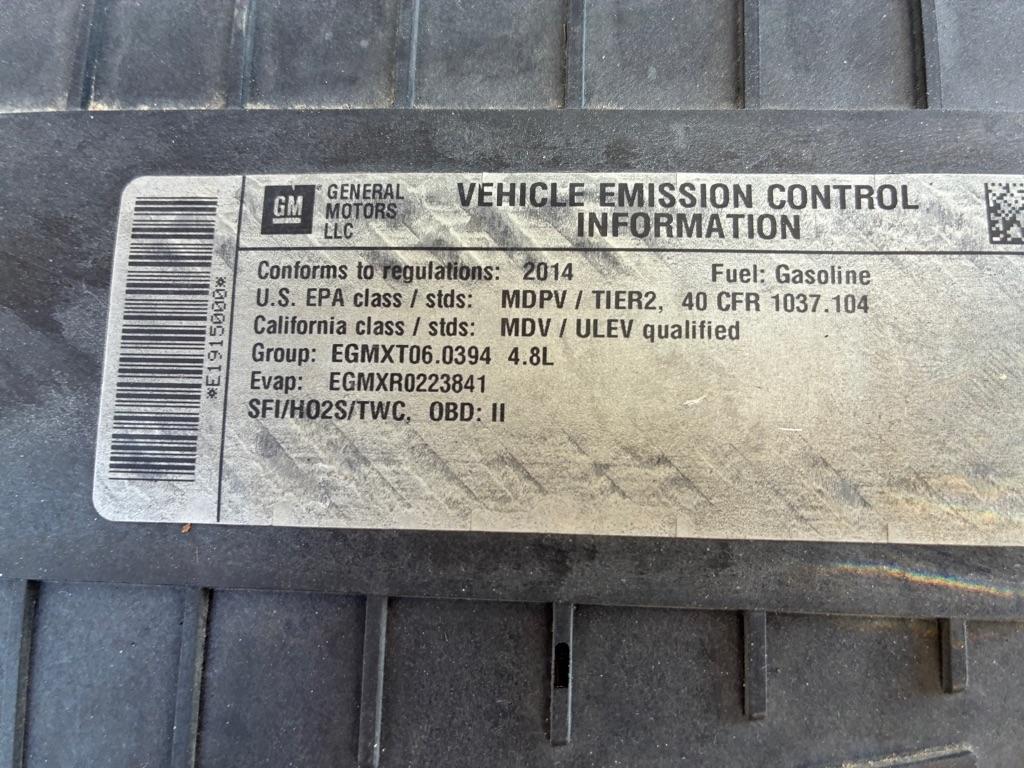 GM GENERAL MOTORS LLC
VEHICLE EMISSION CONTROL INFORMATION
Conforms to regulations: 2014 Fuel: Gasoline
U.S. EPA class / stds: MDPV / TIER2, 40 CFR 1037.104
California class / stds: MDV / ULEV qualified
Group: EGMXT06.0394 4.8L
Evap: EGMXR0223841
SFI/HO2S/TWC, OBD: II
*E1915000*